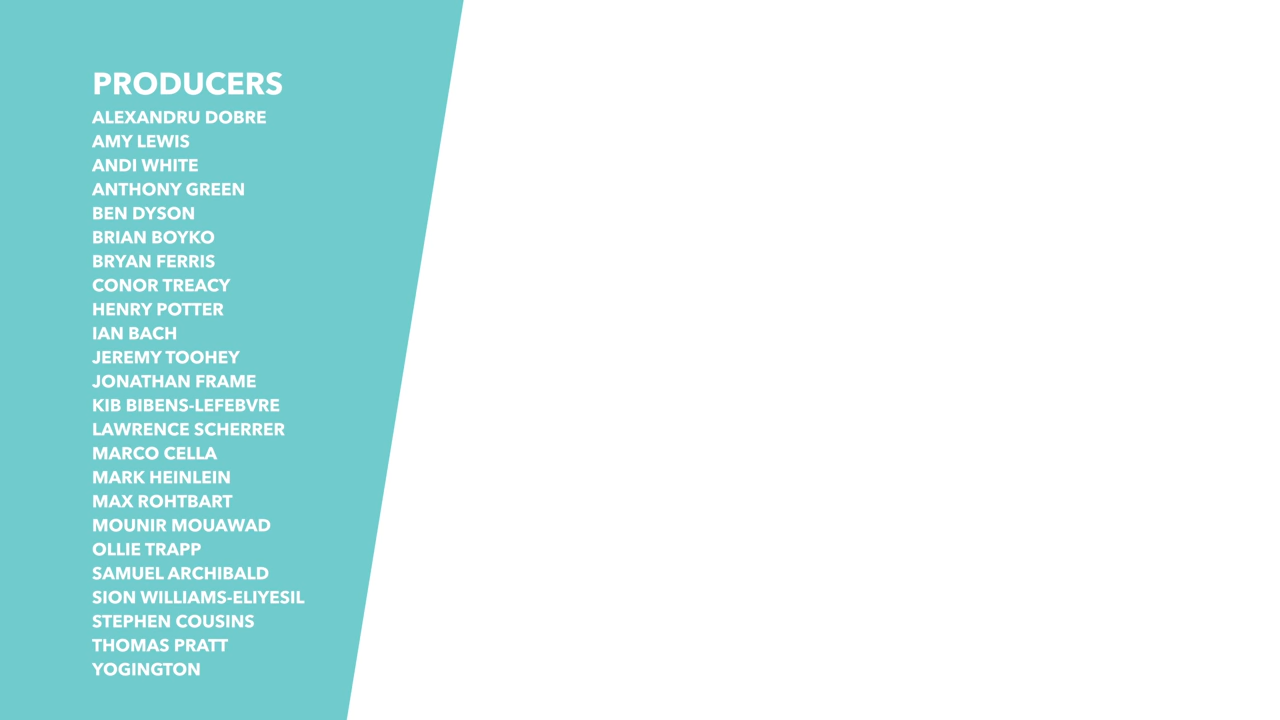 PRODUCERS
ALEXANDRU DOBRE
AMY LEWIS
ANDI WHITE
ANTHONY GREEN
BEN DYSON
BRIAN BOYKO
BRYAN FERRIS
CONOR TREACY
HENRY POTTER
IAN BACH
JEREMY TOOHEY
JONATHAN FRAME
KIB BIBENS-LEFEBVRE
LAWRENCE SCHERRER
MARCO CELLA
MARK HEINLEIN
MAX ROHTBART
MOUNIR MOUAWAD
OLLIE TRAPP
SAMUEL ARCHIBALD
SION WILLIAMS-ELIYESIL
STEPHEN COUSINS
THOMAS PRATT
YOGINGTON